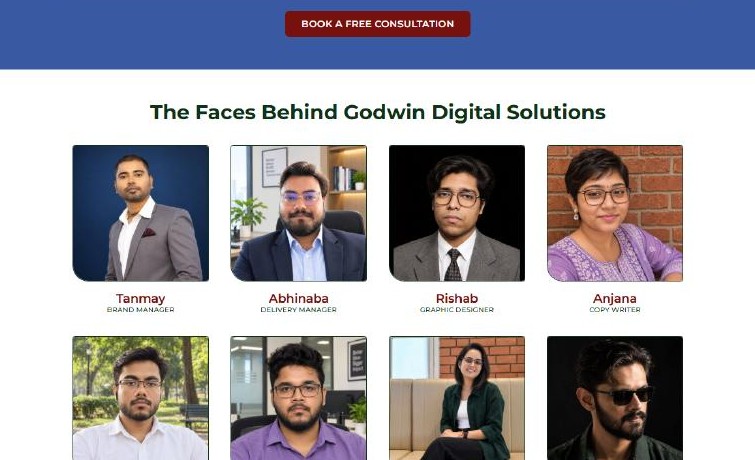 BOOK A FREE CONSULTATION
The Faces Behind Godwin Digital Solutions
Tanmay
BRAND MANAGER
Abhinaba
DELIVERY MANAGER
Rishab
GRAPHIC DESIGNER
Anjana
COPY WRITER